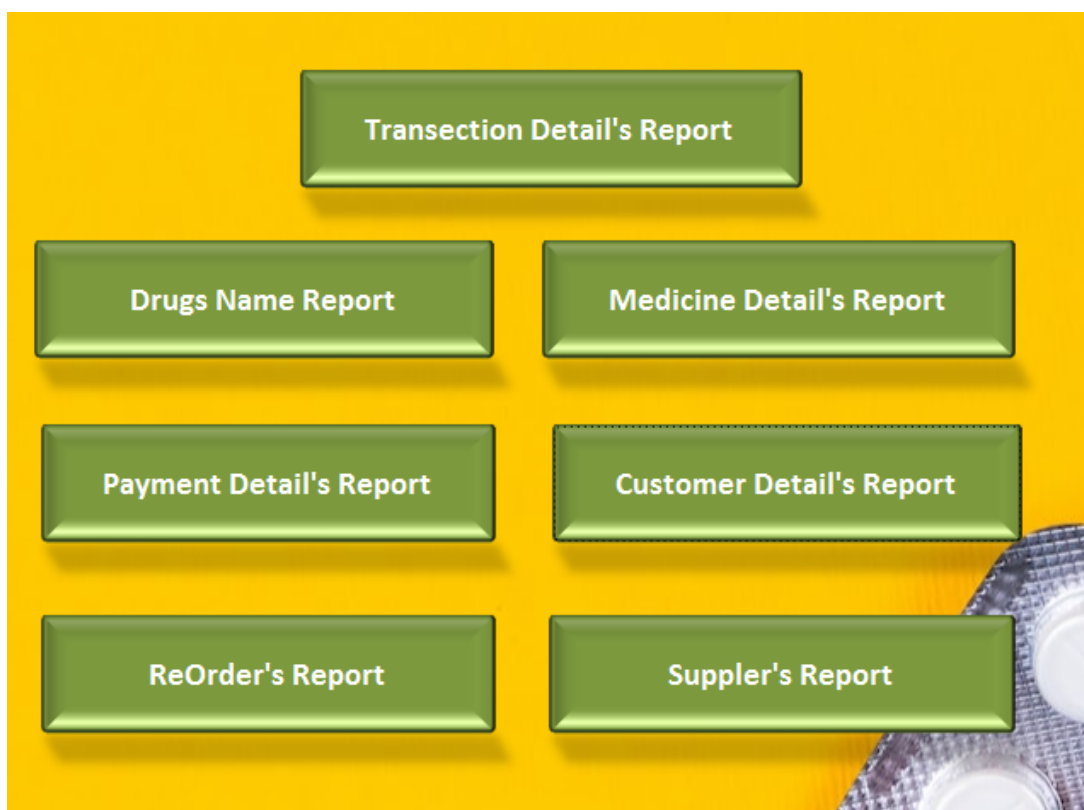 Transection Detail's Report
Drugs Name Report
Medicine Detail's Report
Payment Detail's Report
Customer Detail's Report
ReOrder's Report
Suppler's Report